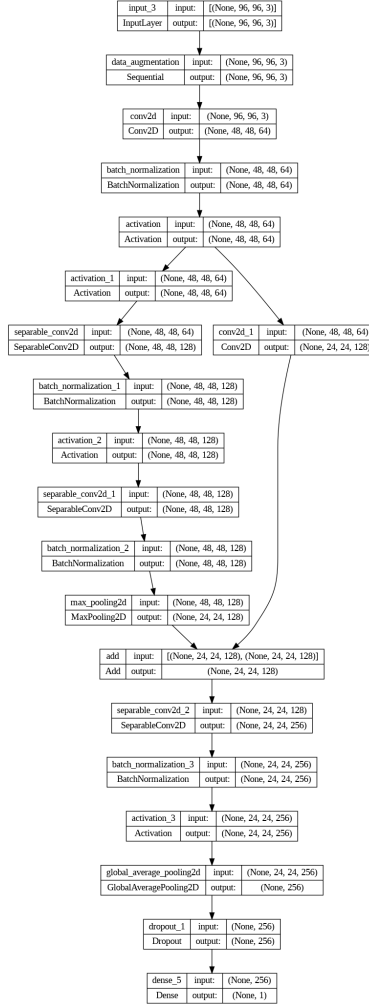 input_3 input: [(None, 96, 96, 3)]
InputLayer output: [(None, 96, 96, 3)]
data_augmentation input: (None, 96, 96, 3)
Sequential output: (None, 96, 96, 3)
conv2d input: (None, 96, 96, 3)
Conv2D output: (None, 48, 48, 64)
batch_normalization input: (None, 48, 48, 64)
BatchNormalization output: (None, 48, 48, 64)
activation input: (None, 48, 48, 64)
Activation output: (None, 48, 48, 64)
activation_1 input: (None, 48, 48, 64)
Activation output: (None, 48, 48, 64)
separable_conv2d input: (None, 48, 48, 64)
SeparableConv2D output: (None, 48, 48, 128)
conv2d_1 input: (None, 48, 48, 64)
Conv2D output: (None, 24, 24, 128)
batch_normalization_1 input: (None, 48, 48, 128)
BatchNormalization output: (None, 48, 48, 128)
activation_2 input: (None, 48, 48, 128)
Activation output: (None, 48, 48, 128)
separable_conv2d_1 input: (None, 48, 48, 128)
SeparableConv2D output: (None, 48, 48, 128)
batch_normalization_2 input: (None, 48, 48, 128)
BatchNormalization output: (None, 48, 48, 128)
max_pooling2d input: (None, 48, 48, 128)
MaxPooling2D output: (None, 24, 24, 128)
add input: [(None, 24, 24, 128), (None, 24, 24, 128)]
Add output: (None, 24, 24, 128)
separable_conv2d_2 input: (None, 24, 24, 128)
SeparableConv2D output: (None, 24, 24, 256)
batch_normalization_3 input: (None, 24, 24, 256)
BatchNormalization output: (None, 24, 24, 256)
activation_3 input: (None, 24, 24, 256)
Activation output: (None, 24, 24, 256)
global_average_pooling2d input: (None, 24, 24, 256)
GlobalAveragePooling2D output: (None, 256)
dropout_1 input: (None, 256)
Dropout output: (None, 256)
dense_5 input: (None, 256)
Dense output: (None, 1)